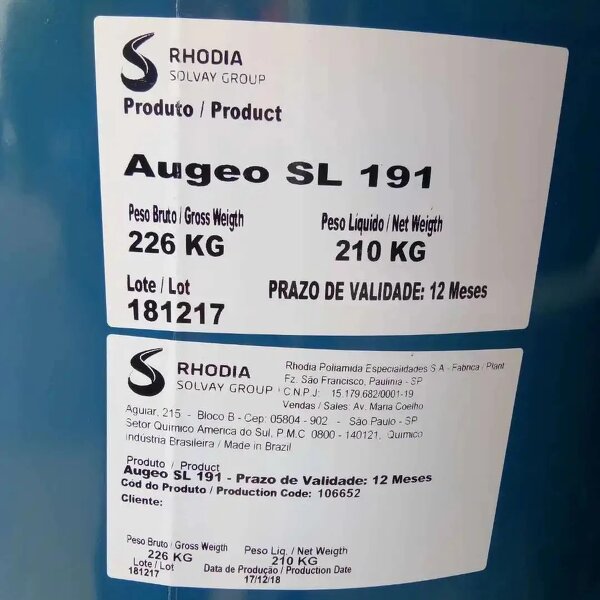 RHODIA
SOLVAY GROUP
Produto / Product
Augeo SL 191
Peso Bruto / Gross Weigth Peso Líquido / Net Weigth
226 KG 210 KG
Lote / Lot PRAZO DE VALIDADE: 12 Meses
181217
RHODIA Rhodia Poliamida Especialidades S A - Fabrica / Plant
SOLVAY GROUP Fz. São Francisco, Paulinia - SP
C.N.P.J: 15.179.682/0001-19
Vendas / Sales: Av. Maria Coelho
Aguiar, 215 - Bloco B - Cep: 05804 - 902 - São Paulo - SP
Setor Quimico America do Sul, P.M.C 0800 - 140121, Quimico
Indústria Brasileira / Made in Brazil
Produto / Product
Augeo SL 191 - Prazo de Validade: 12 Meses
Cód do Produto / Production Code: 106652
Cliente:
Peso Bruto / Gross Weigth Peso Liq. / Net Weigth
226 KG 210 KG
Lote / Lot Data de Produção / Production Date
181217 17/12/18